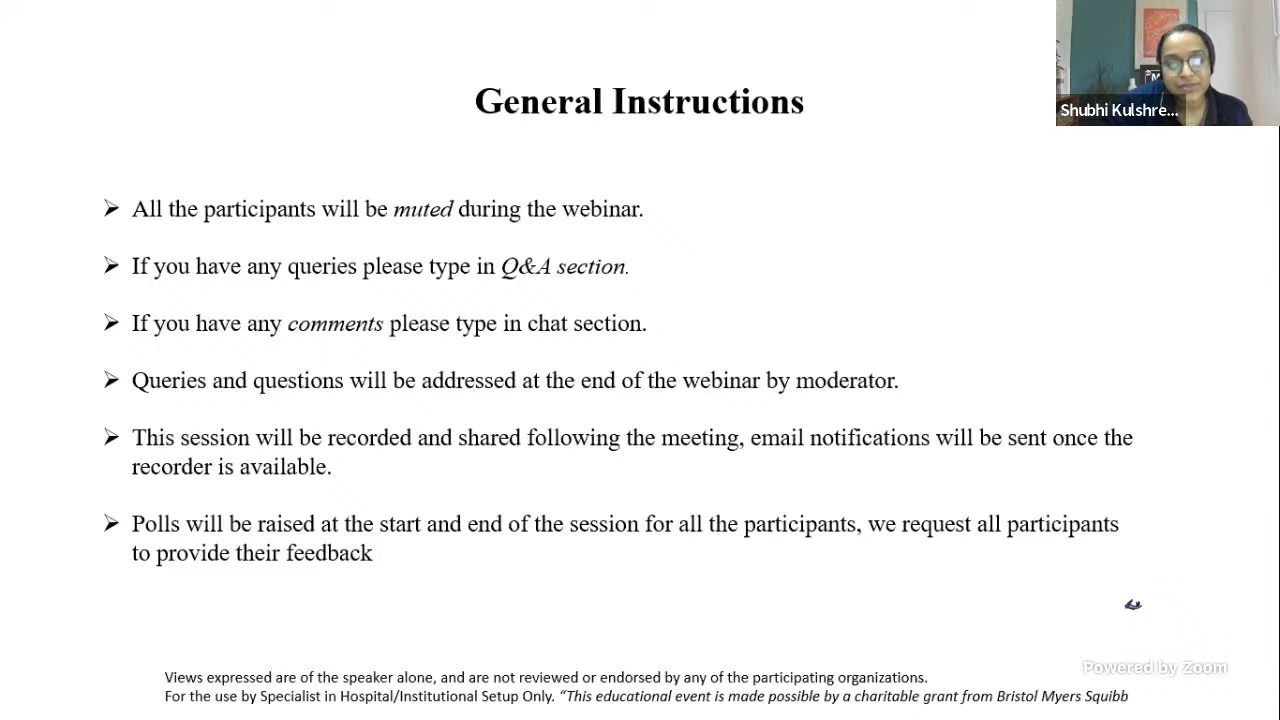 General Instructions
Shubhi Kulshre...
➢ All the participants will be muted during the webinar.
➢ If you have any queries please type in Q&A section.
➢ If you have any comments please type in chat section.
➢ Queries and questions will be addressed at the end of the webinar by moderator.
➢ This session will be recorded and shared following the meeting, email notifications will be sent once the
recorder is available.
➢ Polls will be raised at the start and end of the session for all the participants, we request all participants
to provide their feedback
Powered by Zoom
Views expressed are of the speaker alone, and are not reviewed or endorsed by any of the participating organizations.
For the use by Specialist in Hospital/Institutional Setup Only. “This educational event is made possible by a charitable grant from Bristol Myers Squibb